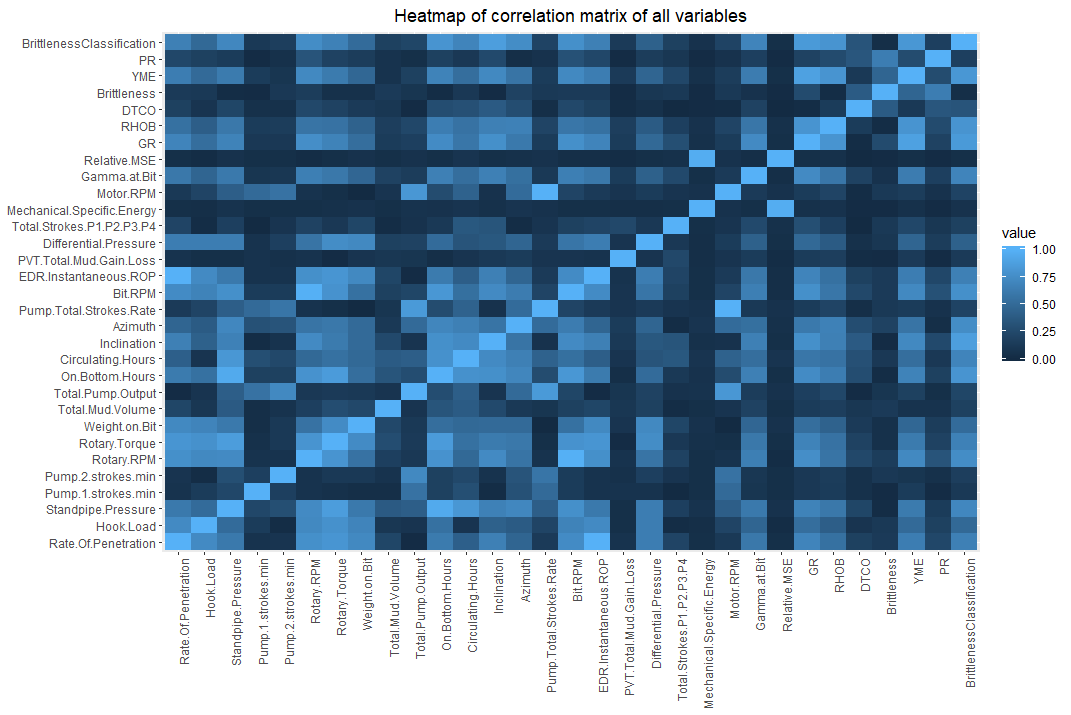 Heatmap of correlation matrix of all variables
BrittlenessClassification
PR
YME
Brittleness
DTCO
RHOB
GR
Relative.MSE
Gamma.at.Bit
Motor.RPM
Mechanical.Specific.Energy
Total.Strokes.P1.P2.P3.P4
Differential.Pressure
PVT.Total.Mud.Gain.Loss
EDR.Instantaneous.ROP
Bit.RPM
Pump.Total.Strokes.Rate
Azimuth
Inclination
Circulating.Hours
On.Bottom.Hours
Total.Pump.Output
Total.Mud.Volume
Weight.on.Bit
Rotary.Torque
Rotary.RPM
Pump.2.strokes.min
Pump.1.strokes.min
Standpipe.Pressure
Hook.Load
Rate.Of.Penetration
Rate.Of.Penetration
Hook.Load
Standpipe.Pressure
Pump.1.strokes.min
Pump.2.strokes.min
Rotary.RPM
Rotary.Torque
Weight.on.Bit
Total.Mud.Volume
Total.Pump.Output
On.Bottom.Hours
Circulating.Hours
Inclination
Azimuth
Pump.Total.Strokes.Rate
Bit.RPM
EDR.Instantaneous.ROP
PVT.Total.Mud.Gain.Loss
Differential.Pressure
Total.Strokes.P1.P2.P3.P4
Mechanical.Specific.Energy
Motor.RPM
Gamma.at.Bit
Relative.MSE
GR
RHOB
DTCO
Brittleness
YME
PR
BrittlenessClassification
value
1.00
0.75
0.50
0.25
0.00